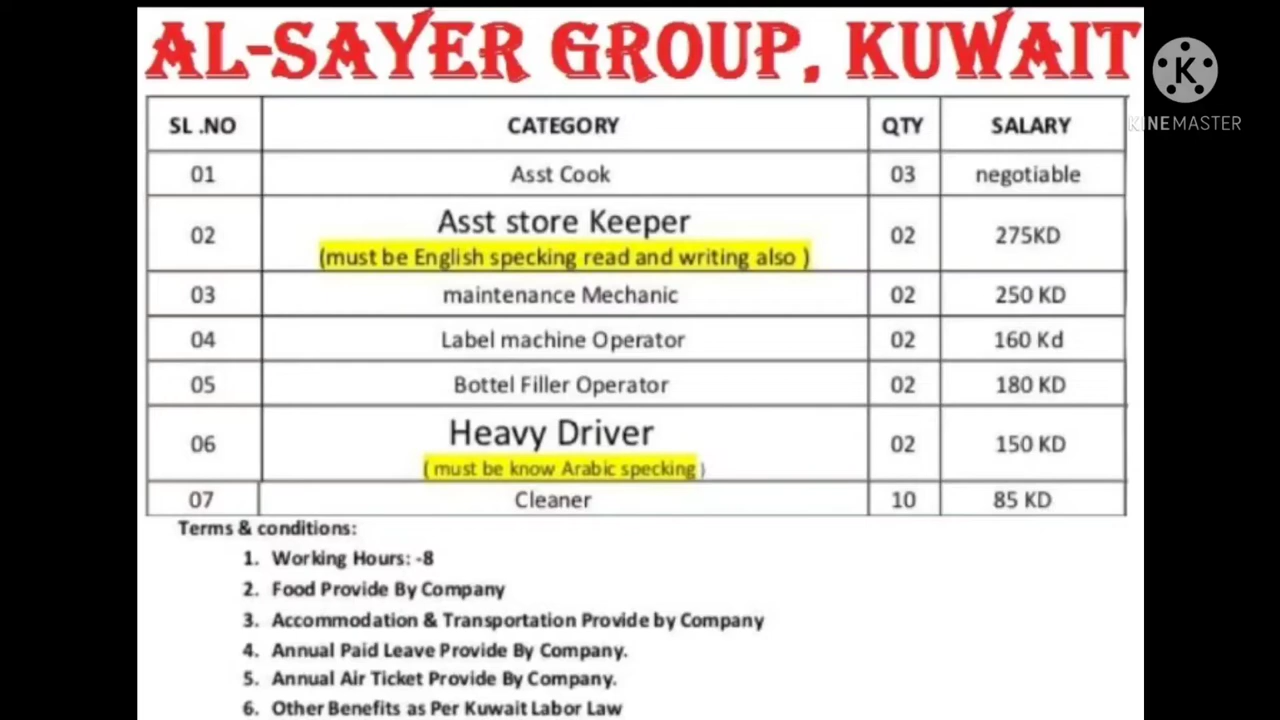 AL-SAYER GROUP, KUWAIT
KINEMASTER
SL .NO CATEGORY QTY SALARY
01 Asst Cook 03 negotiable
02 Asst store Keeper 02 275KD
(must be English specking read and writing also )
03 maintenance Mechanic 02 250 KD
04 Label machine Operator 02 160 Kd
05 Bottel Filler Operator 02 180 KD
06 Heavy Driver 02 150 KD
( must be know Arabic specking)
07 Cleaner 10 85 KD
Terms & conditions:
1. Working Hours: -8
2. Food Provide By Company
3. Accommodation & Transportation Provide by Company
4. Annual Paid Leave Provide By Company.
5. Annual Air Ticket Provide By Company.
6. Other Benefits as Per Kuwait Labor Law